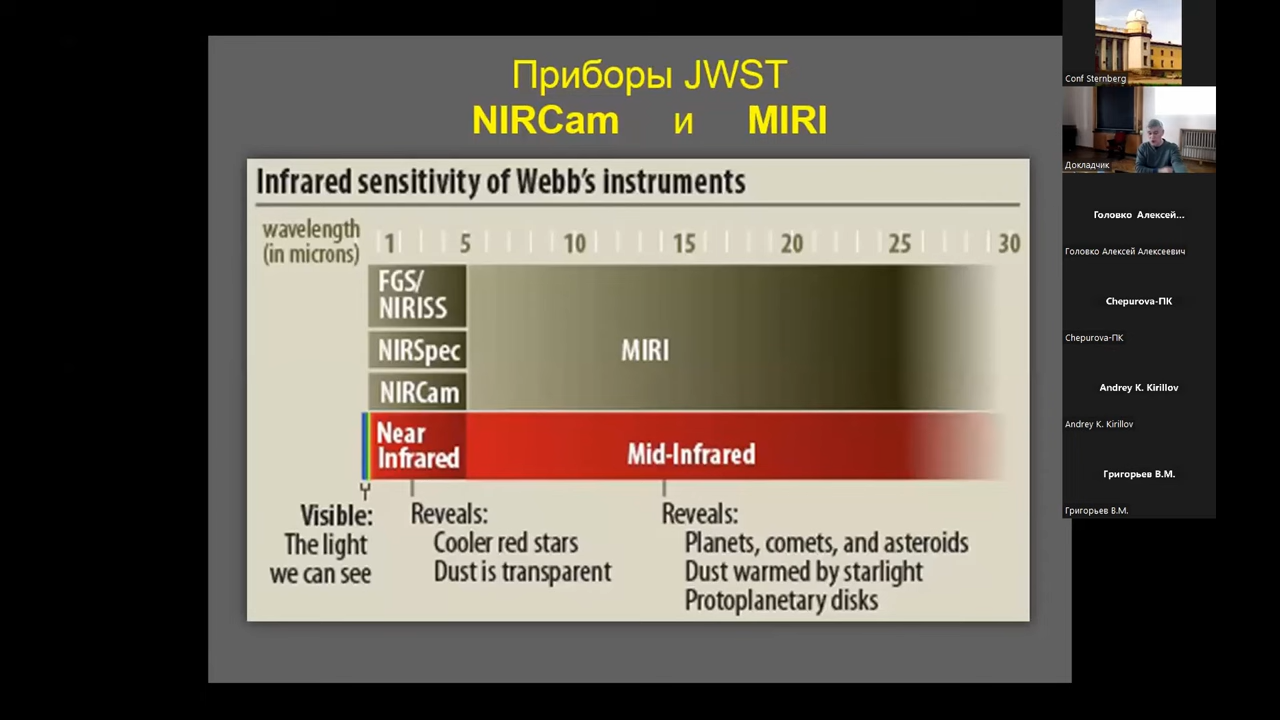 Приборы JWST
NIRCam и MIRI
Infrared sensitivity of Webb's instruments
wavelength
(in microns)
1 5 10 15 20 25 30
FGS/
NIRISS
NIRSpec
MIRI
NIRCam
Near
Infrared
Mid-Infrared
Visible:
The light
we can see
Reveals:
Cooler red stars
Dust is transparent
Reveals:
Planets, comets, and asteroids
Dust warmed by starlight
Protoplanetary disks
Conf Sternberg
Докладчик
Головко Алексей...
Головко Алексей Алексеевич
Chepurova-ПК
Chepurova-ПК
Andrey K. Kirillov
Andrey K. Kirillov
Григорьев В.М.
Григорьев В.М.